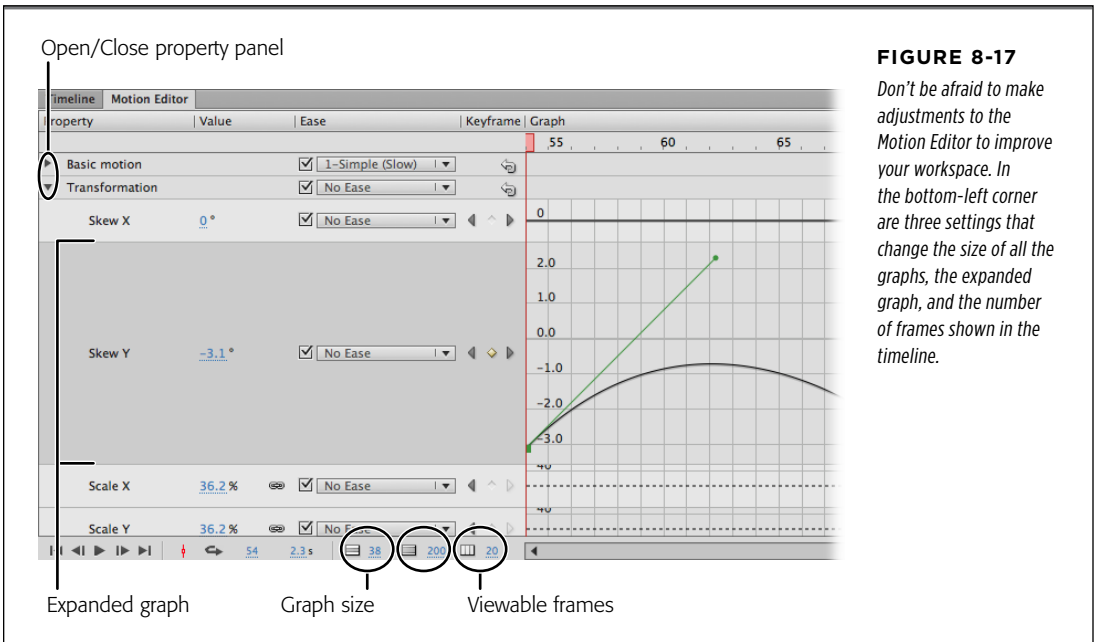 Open/Close property panel
FIGURE 8-17
Don't be afraid to make
adjustments to the
Motion Editor to improve
your workspace. In
the bottom-left corner
are three settings that
change the size of all the
graphs, the expanded
graph, and the number
of frames shown in the
timeline.
Timeline Motion Editor
Property Value Ease Keyframe Graph
55 60 65
Basic motion 1-Simple (Slow)
Transformation No Ease
Skew X 0° No Ease 0
2.0
1.0
0.0
Skew Y -3.1° No Ease
-1.0
-2.0
-3.0
40
Scale X 36.2% No Ease
40
Scale Y 36.2% No Ease
54 2.3 s 38 200 20
Expanded graph Graph size Viewable frames